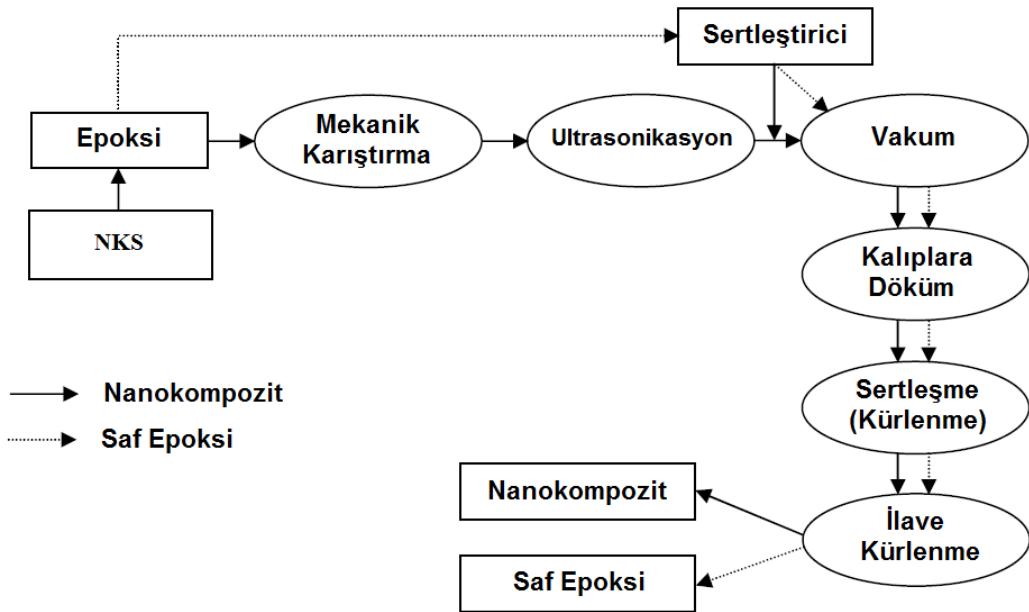 Sertleştirici
Epoksi
Mekanik
Karıştırma
Ultrasonikasyon
Vakum
NKS
Kalıplara
Döküm
Nanokompozit
Saf Epoksi
Sertleşme
(Kürlenme)
Nanokompozit
İlave
Kürlenme
Saf Epoksi